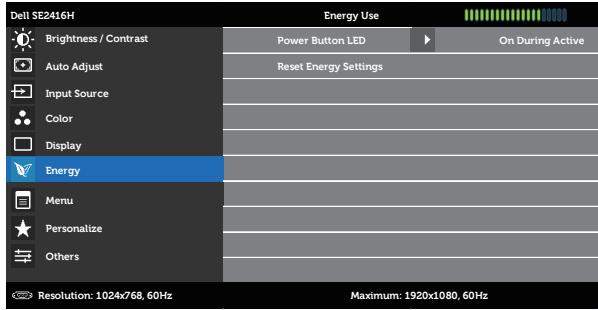 Dell SE2416H Energy Use
Brightness / Contrast Power Button LED On During Active
Auto Adjust Reset Energy Settings
Input Source
Color
Display
Energy
Menu
Personalize
Others
Resolution: 1024x768, 60Hz Maximum: 1920x1080, 60Hz